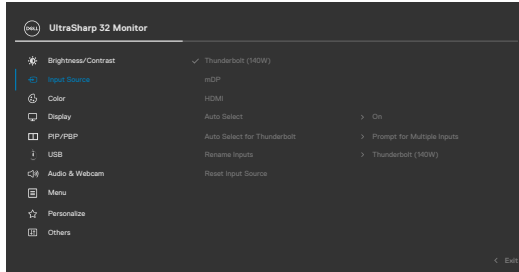 DELL UltraSharp 32 Monitor
Brightness/Contrast ✓ Thunderbolt (140W)
Input Source mDP
Color HDMI
Display Auto Select > On
PIP/PBP Auto Select for Thunderbolt > Prompt for Multiple Inputs
USB Rename Inputs > Thunderbolt (140W)
Audio & Webcam Reset Input Source
Menu
Personalize
Others
< Exit